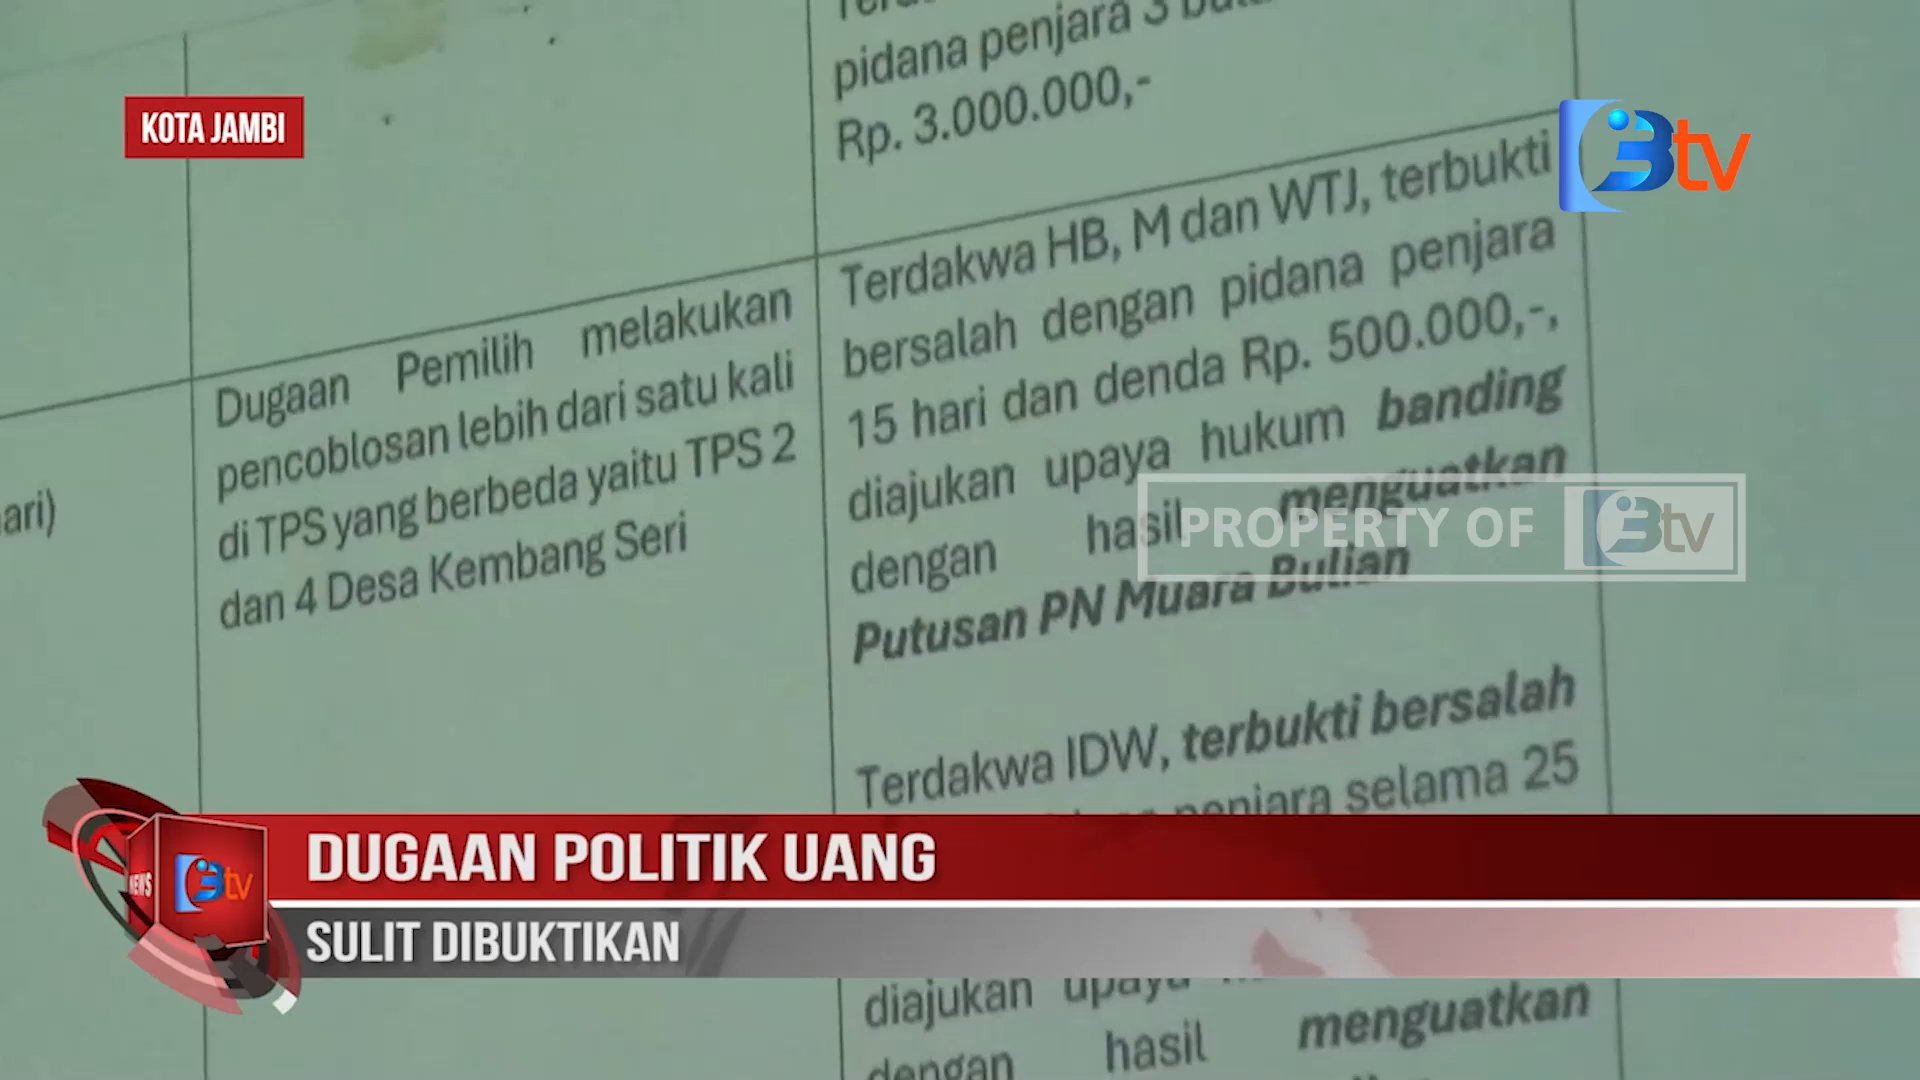 KOTA JAMBI
pidana penjara 3
Rp. 3.000.000,-
Btv
Dugaan Pemilih melakukan
pencoblosan lebih dari satu kali
di TPS yang berbeda yaitu TPS 2
dan 4 Desa Kembang Seri
ari)
Terdakwa HB, M dan WTJ, terbukti
bersalah dengan pidana penjara
15 hari dan denda Rp. 500.000,-,
diajukan upaya hukum banding
dengan hasil menguatkan
Putusan PN Muara Bulian
PROPERTY OF Btv
Terdakwa IDW, terbukti bersalah
penjara selama 25
NEWS Btv
DUGAAN POLITIK UANG
SULIT DIBUKTIKAN
diajukan upaya
dengan hasil menguatkan